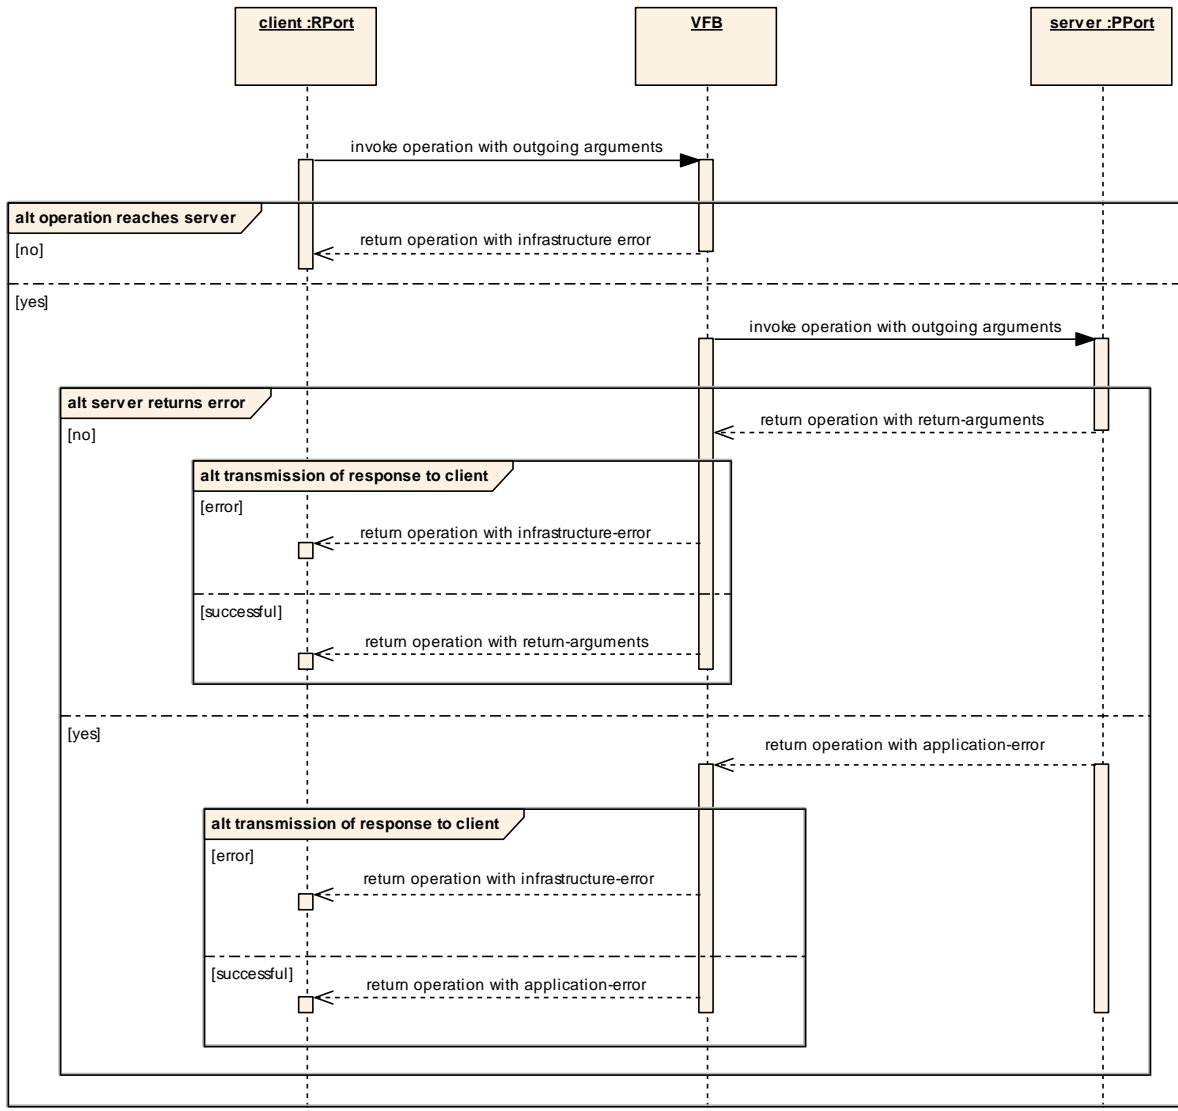 client :RPort
VFB
server :PPort
invoke operation with outgoing arguments
alt operation reaches server
return operation with infrastructure error
[no]
[yes]
invoke operation with outgoing arguments
alt server returns error
return operation with return-arguments
[no]
alt transmission of response to client
[error]
return operation with infrastructure-error
[successful]
return operation with return-arguments
[yes]
return operation with application-error
alt transmission of response to client
[error]
return operation with infrastructure-error
[successful]
return operation with application-error